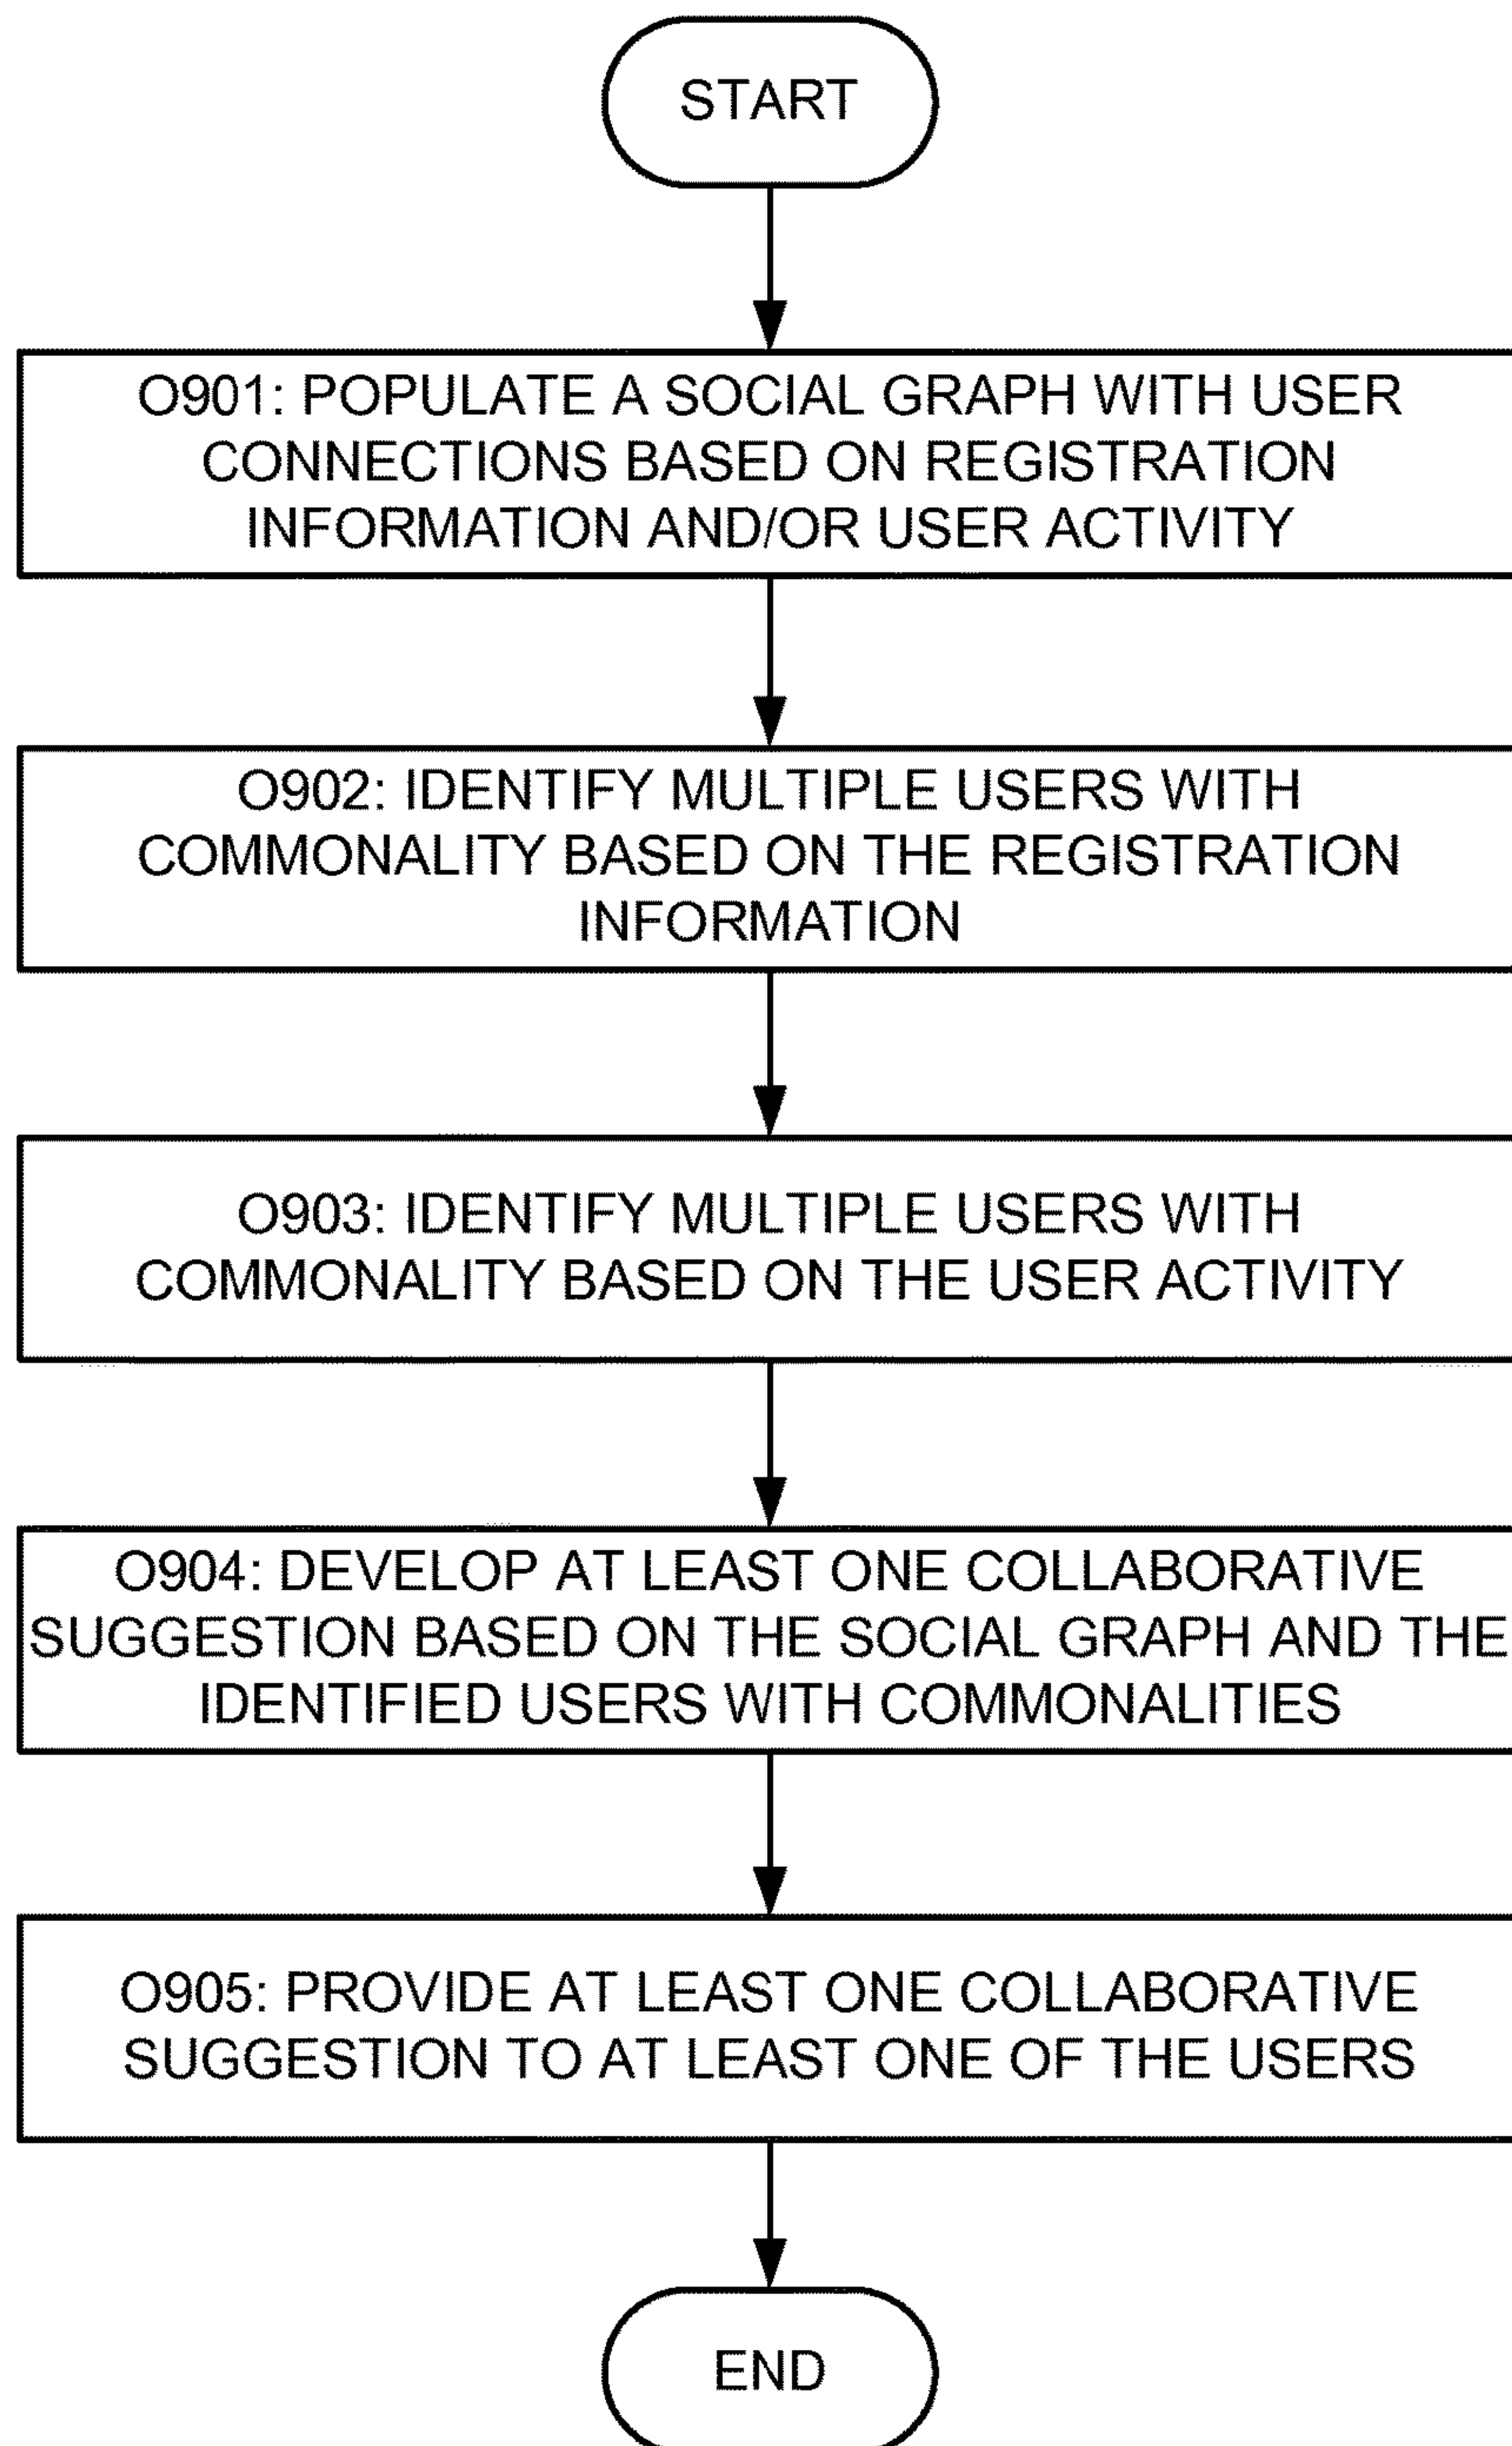 START
O901: POPULATE A SOCIAL GRAPH WITH USER
CONNECTIONS BASED ON REGISTRATION
INFORMATION AND/OR USER ACTIVITY
O902: IDENTIFY MULTIPLE USERS WITH
COMMONALITY BASED ON THE REGISTRATION
INFORMATION
O903: IDENTIFY MULTIPLE USERS WITH
COMMONALITY BASED ON THE USER ACTIVITY
O904: DEVELOP AT LEAST ONE COLLABORATIVE
SUGGESTION BASED ON THE SOCIAL GRAPH AND THE
IDENTIFIED USERS WITH COMMONALITIES
O905: PROVIDE AT LEAST ONE COLLABORATIVE
SUGGESTION TO AT LEAST ONE OF THE USERS
END